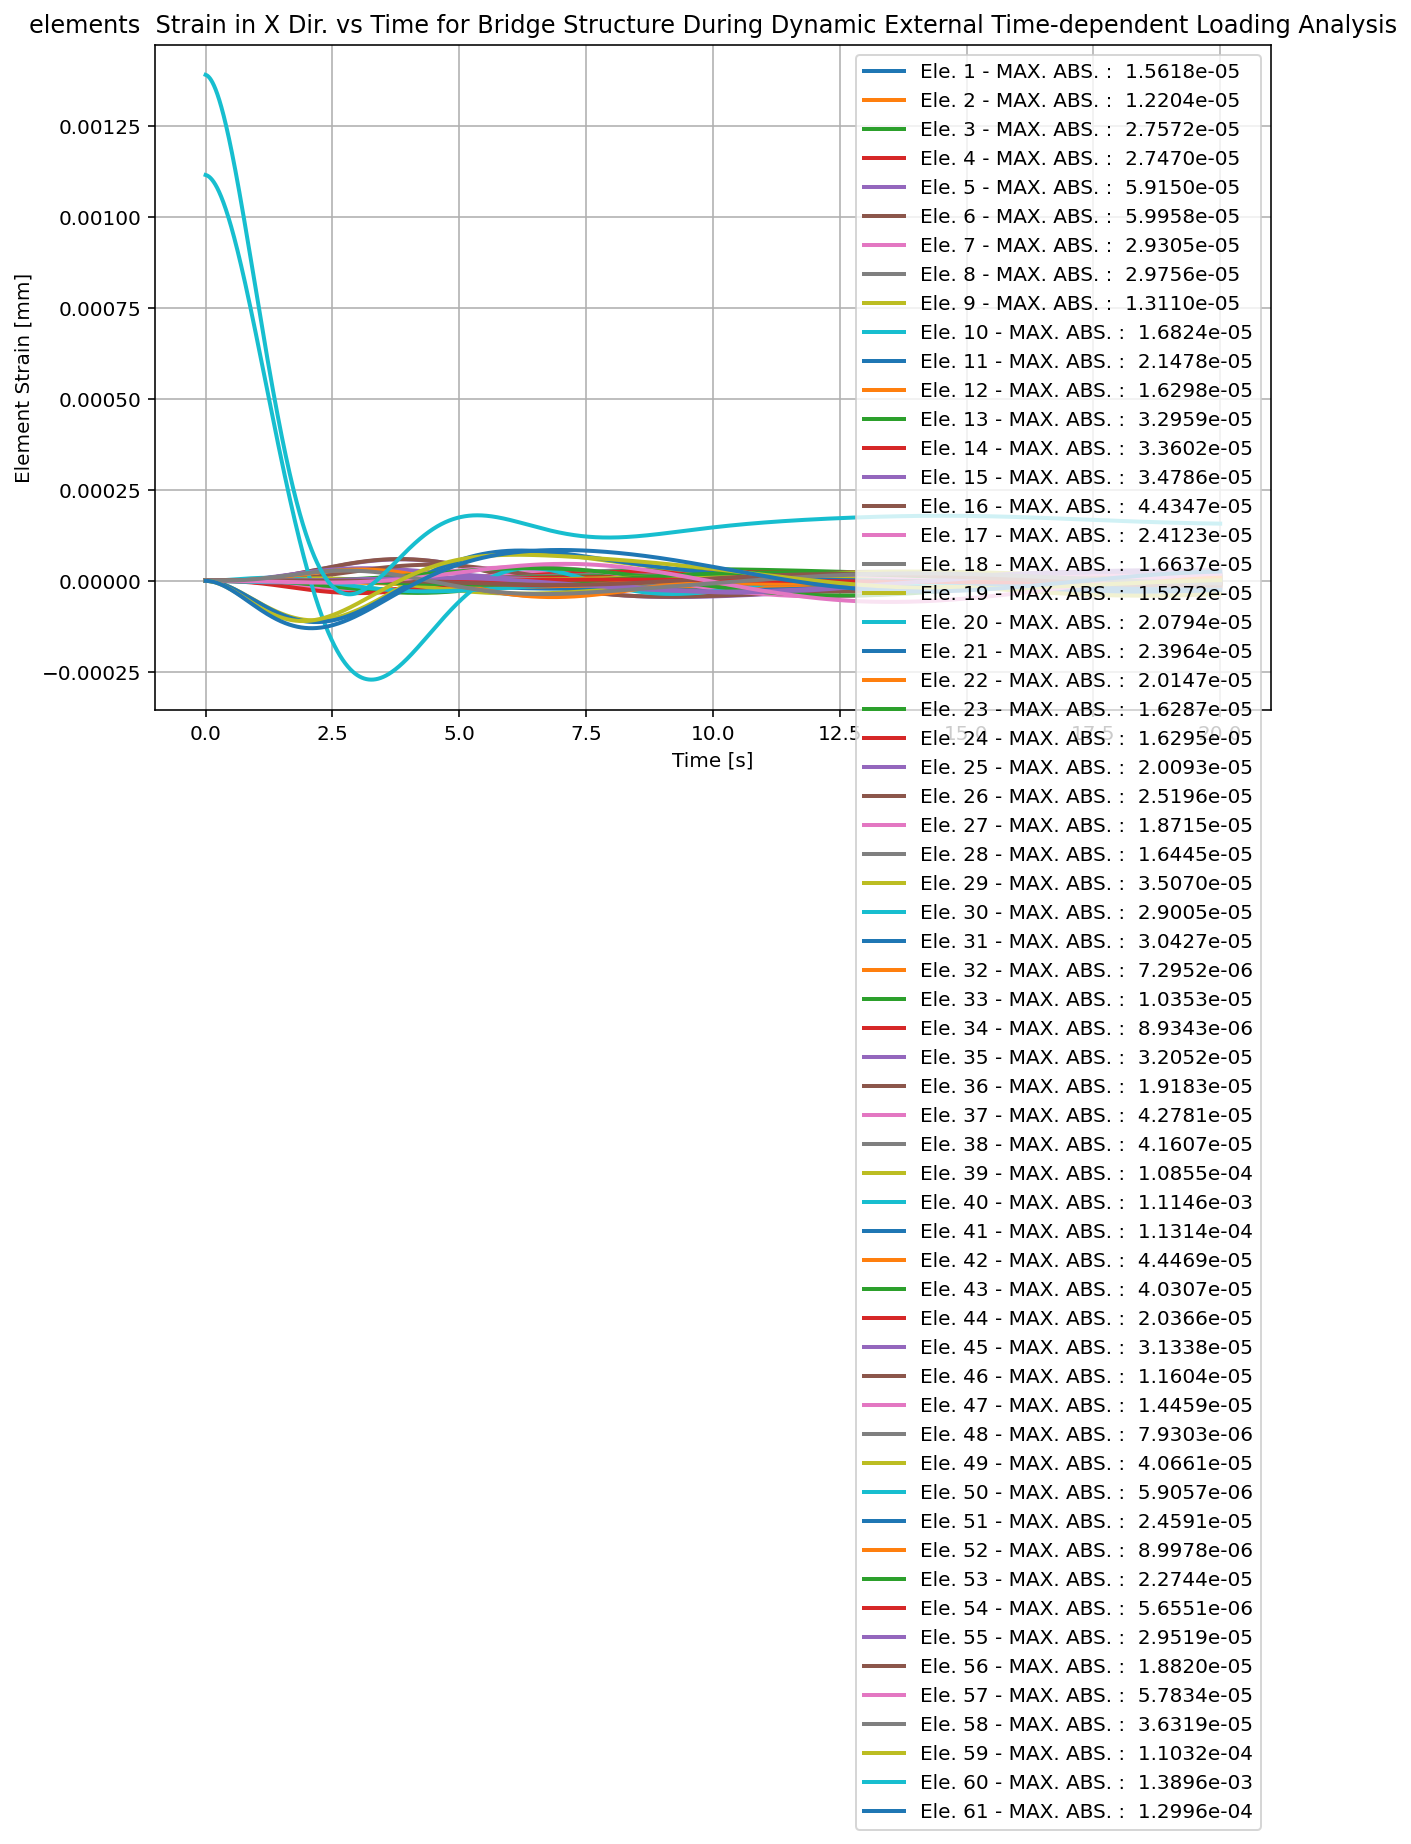 elements  Strain in X Dir. vs Time for Bridge Structure During Dynamic External Time-dependent Loading Analysis
Element Strain [mm]
0.00125
0.00100
0.00075
0.00050
0.00025
0.00000
−0.00025
0.0 2.5 5.0 7.5 10.0 12.5 15.0 17.5 20.0
Time [s]
Ele. 1 - MAX. ABS. :  1.5618e-05
Ele. 2 - MAX. ABS. :  1.2204e-05
Ele. 3 - MAX. ABS. :  2.7572e-05
Ele. 4 - MAX. ABS. :  2.7470e-05
Ele. 5 - MAX. ABS. :  5.9150e-05
Ele. 6 - MAX. ABS. :  5.9958e-05
Ele. 7 - MAX. ABS. :  2.9305e-05
Ele. 8 - MAX. ABS. :  2.9756e-05
Ele. 9 - MAX. ABS. :  1.3110e-05
Ele. 10 - MAX. ABS. :  1.6824e-05
Ele. 11 - MAX. ABS. :  2.1478e-05
Ele. 12 - MAX. ABS. :  1.6298e-05
Ele. 13 - MAX. ABS. :  3.2959e-05
Ele. 14 - MAX. ABS. :  3.3602e-05
Ele. 15 - MAX. ABS. :  3.4786e-05
Ele. 16 - MAX. ABS. :  4.4347e-05
Ele. 17 - MAX. ABS. :  2.4123e-05
Ele. 18 - MAX. ABS. :  1.6637e-05
Ele. 19 - MAX. ABS. :  1.5272e-05
Ele. 20 - MAX. ABS. :  2.0794e-05
Ele. 21 - MAX. ABS. :  2.3964e-05
Ele. 22 - MAX. ABS. :  2.0147e-05
Ele. 23 - MAX. ABS. :  1.6287e-05
Ele. 24 - MAX. ABS. :  1.6295e-05
Ele. 25 - MAX. ABS. :  2.0093e-05
Ele. 26 - MAX. ABS. :  2.5196e-05
Ele. 27 - MAX. ABS. :  1.8715e-05
Ele. 28 - MAX. ABS. :  1.6445e-05
Ele. 29 - MAX. ABS. :  3.5070e-05
Ele. 30 - MAX. ABS. :  2.9005e-05
Ele. 31 - MAX. ABS. :  3.0427e-05
Ele. 32 - MAX. ABS. :  7.2952e-06
Ele. 33 - MAX. ABS. :  1.0353e-05
Ele. 34 - MAX. ABS. :  8.9343e-06
Ele. 35 - MAX. ABS. :  3.2052e-05
Ele. 36 - MAX. ABS. :  1.9183e-05
Ele. 37 - MAX. ABS. :  4.2781e-05
Ele. 38 - MAX. ABS. :  4.1607e-05
Ele. 39 - MAX. ABS. :  1.0855e-04
Ele. 40 - MAX. ABS. :  1.1146e-03
Ele. 41 - MAX. ABS. :  1.1314e-04
Ele. 42 - MAX. ABS. :  4.4469e-05
Ele. 43 - MAX. ABS. :  4.0307e-05
Ele. 44 - MAX. ABS. :  2.0366e-05
Ele. 45 - MAX. ABS. :  3.1338e-05
Ele. 46 - MAX. ABS. :  1.1604e-05
Ele. 47 - MAX. ABS. :  1.4459e-05
Ele. 48 - MAX. ABS. :  7.9303e-06
Ele. 49 - MAX. ABS. :  4.0661e-05
Ele. 50 - MAX. ABS. :  5.9057e-06
Ele. 51 - MAX. ABS. :  2.4591e-05
Ele. 52 - MAX. ABS. :  8.9978e-06
Ele. 53 - MAX. ABS. :  2.2744e-05
Ele. 54 - MAX. ABS. :  5.6551e-06
Ele. 55 - MAX. ABS. :  2.9519e-05
Ele. 56 - MAX. ABS. :  1.8820e-05
Ele. 57 - MAX. ABS. :  5.7834e-05
Ele. 58 - MAX. ABS. :  3.6319e-05
Ele. 59 - MAX. ABS. :  1.1032e-04
Ele. 60 - MAX. ABS. :  1.3896e-03
Ele. 61 - MAX. ABS. :  1.2996e-04